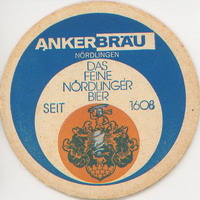 ANKERBRÄU
NÖRDLINGEN
DAS
FEINE
NÖRDLINGER
BIER
SEIT 1608